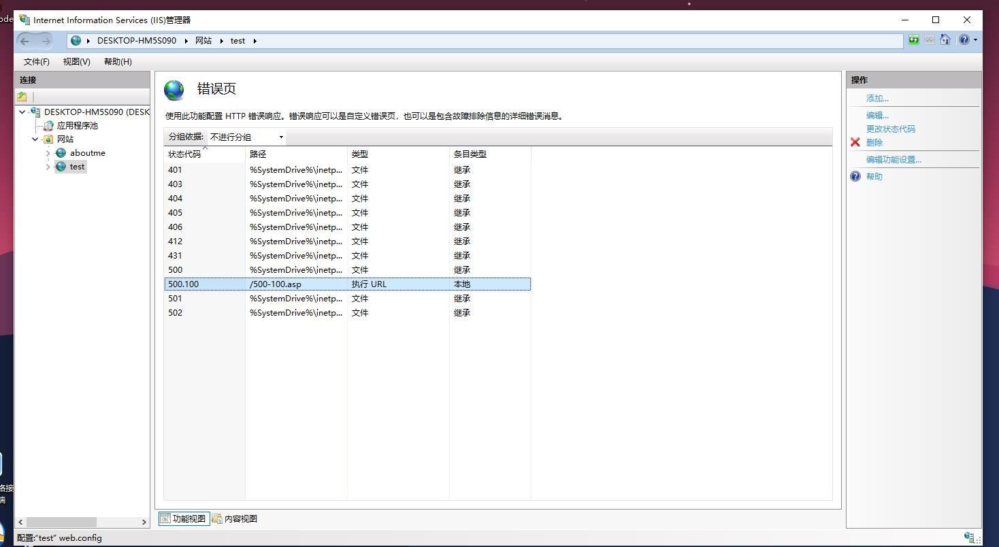 ode
Internet Information Services (IIS)管理器
DESKTOP-HM5S090 网站 test
文件(F) 视图(V) 帮助(H)
连接
DESKTOP-HM5S090 (DESK
应用程序池
网站
aboutme
test
错误页
使用此功能配置 HTTP 错误响应。错误响应可以是自定义错误页，也可以是包含故障排除信息的详细错误消息。
分组依据: 不进行分组
状态代码 路径 类型 条目类型
401 %SystemDrive%\inetp... 文件 继承
403 %SystemDrive%\inetp... 文件 继承
404 %SystemDrive%\inetp... 文件 继承
405 %SystemDrive%\inetp... 文件 继承
406 %SystemDrive%\inetp... 文件 继承
412 %SystemDrive%\inetp... 文件 继承
431 %SystemDrive%\inetp... 文件 继承
500 %SystemDrive%\inetp... 文件 继承
500.100 /500-100.asp 执行 URL 本地
501 %SystemDrive%\inetp... 文件 继承
502 %SystemDrive%\inetp... 文件 继承
操作
添加...
编辑...
更改状态代码
删除
编辑功能设置...
帮助
功能视图 内容视图
配置:"test" web.config